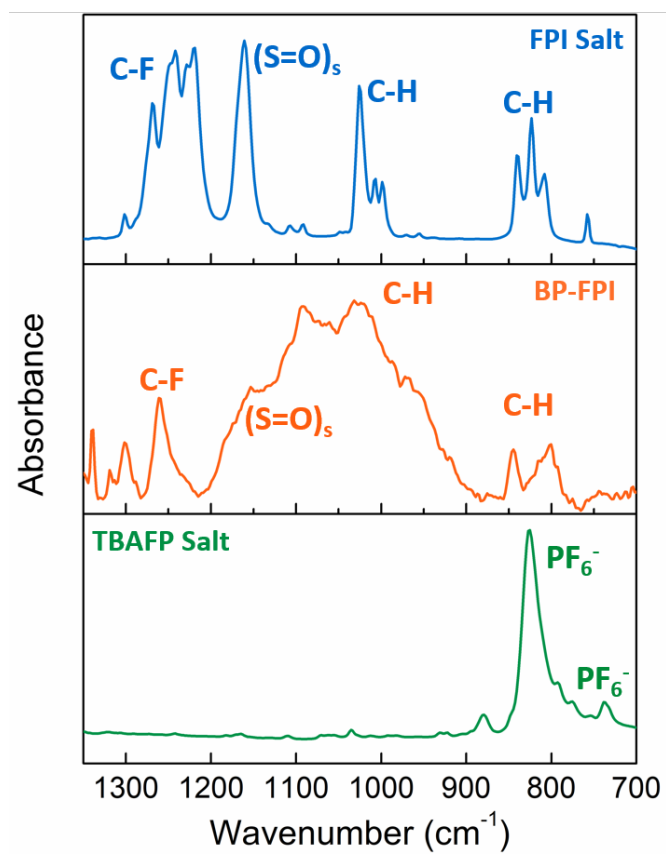 FPI Salt
C-F
(S=O)s
C-H
C-H
BP-FPI
C-H
C-F
C-H
(S=O)s
TBAFP Salt
PF6-
PF6-
Absorbance
1300 1200 1100 1000 900 800 700
Wavenumber (cm-1)